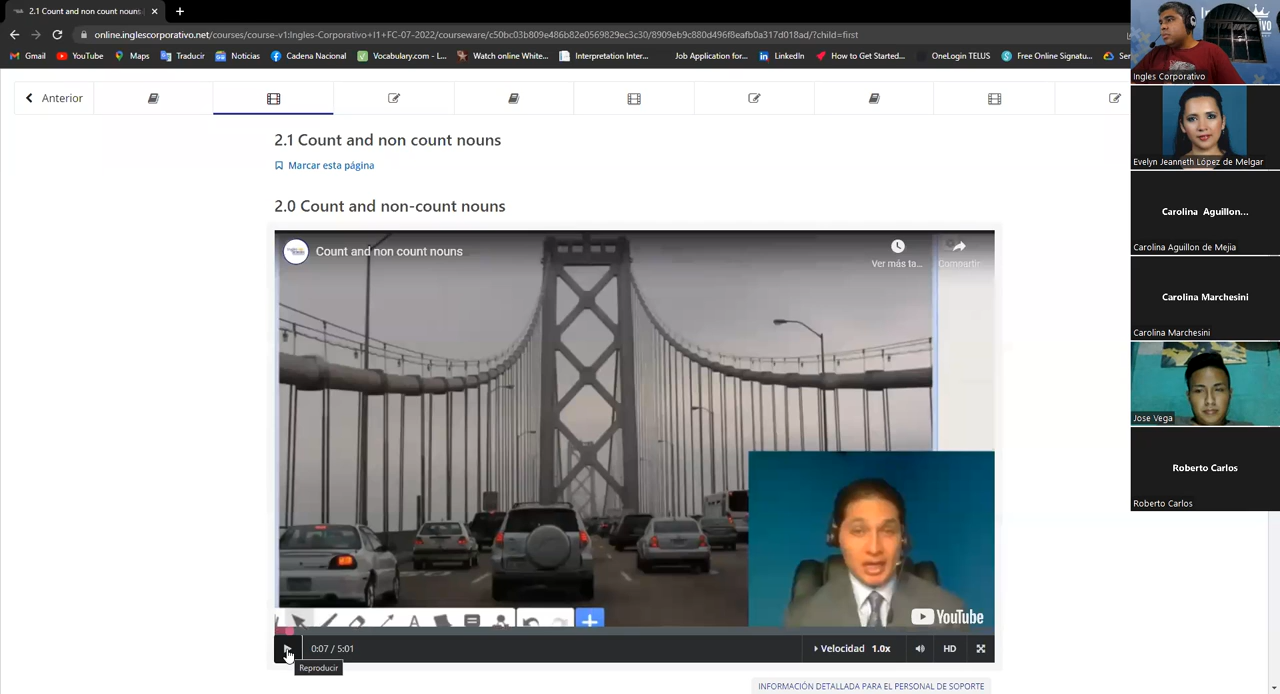 2.1 Count and non count nouns
online.inglescorporativo.net/courses/course-v1:Ingles-Corporativo+I1+FC-07-2022/courseware/c50bc03b809e486b82e0569829ec3c30/8909eb9c880d496f8eafb0a317d018ad/?child=first
Gmail
YouTube
Maps
Traducir
Noticias
Cadena Nacional
Vocabulary.com - L...
Watch online White...
Interpretation Inter...
Job Application for...
LinkedIn
How to Get Started...
OneLogin TELUS
Free Online Signatu...
Ingles Corporativo
Anterior
2.1 Count and non count nouns
Marcar esta página
2.0 Count and non-count nouns
Count and non count nouns
Ver más ta...
Compartir
YouTube
0:07 / 5:01
Velocidad 1.0x
HD
Reproducir
INFORMACIÓN DETALLADA PARA EL PERSONAL DE SOPORTE
Evelyn Jeanneth López de Melgar
Carolina Aguillon...
Carolina Aguillon de Mejia
Carolina Marchesini
Carolina Marchesini
Jose Vega
Roberto Carlos
Roberto Carlos